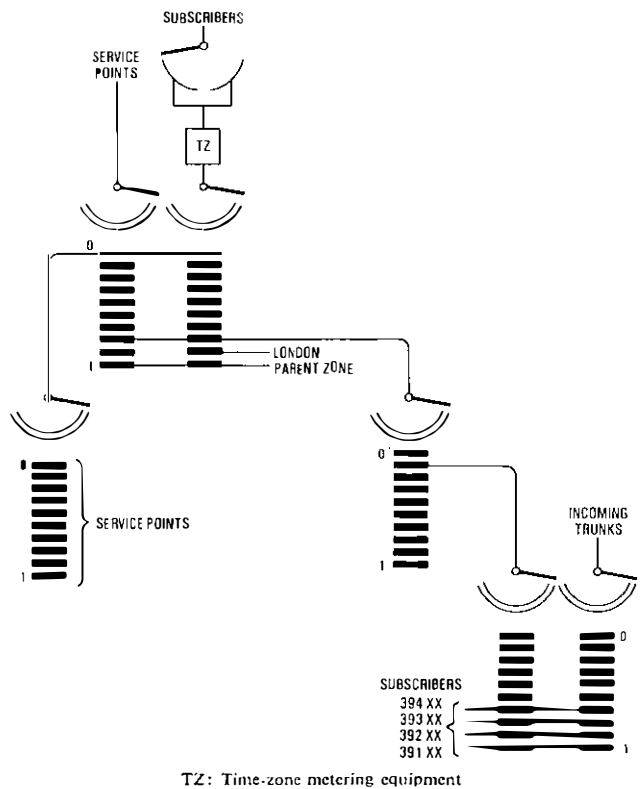 SUBSCRIBERS
SERVICE
POINTS
TZ
0
LONDON
1
PARENT ZONE
0
0
SERVICE POINTS
INCOMING
TRUNKS
1
1
0
SUBSCRIBERS
394 XX
393 XX
392 XX
391 XX
1
TZ: Time-zone metering equipment